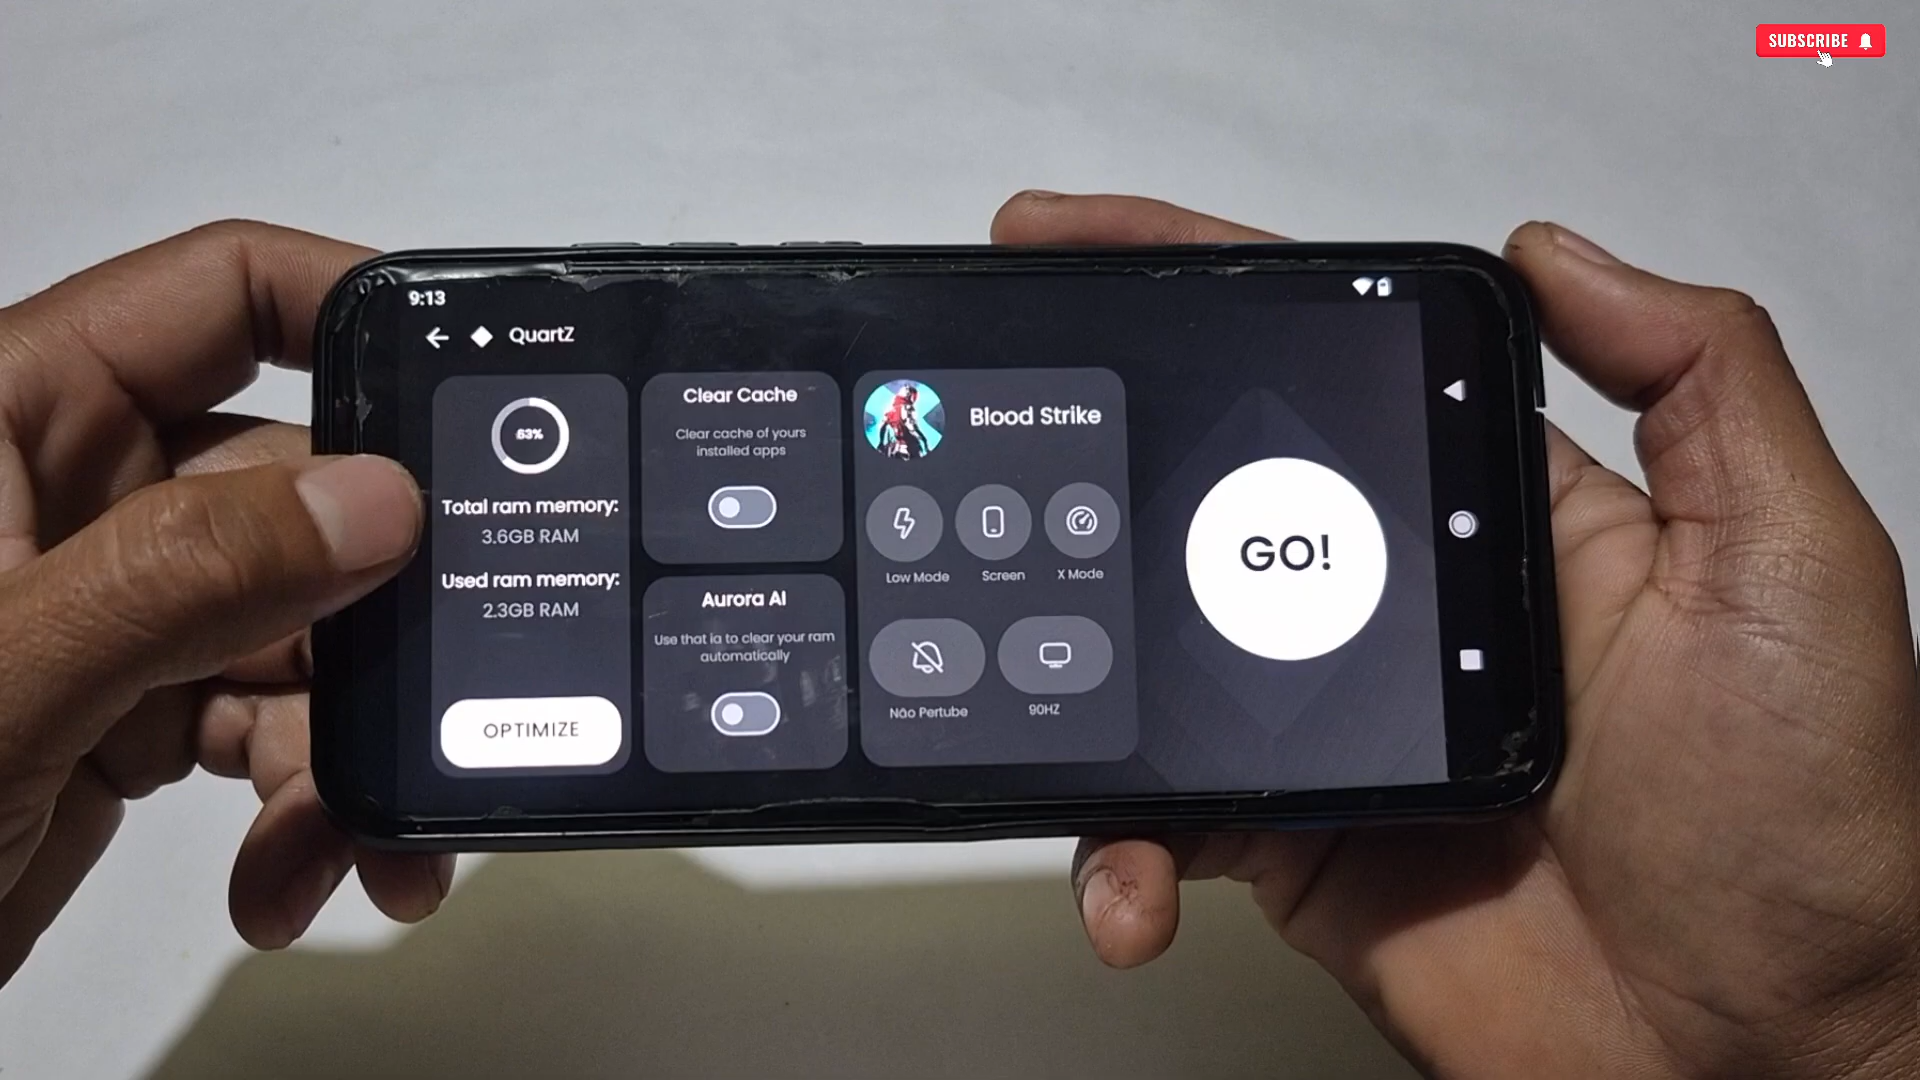 SUBSCRIBE
9:13
QuartZ
63%
Total ram memory:
3.6GB RAM
Used ram memory:
2.3GB RAM
OPTIMIZE
Clear Cache
Clear cache of yours
installed apps
Aurora AI
Use that ia to clear your ram
automatically
Blood Strike
Low Mode
Screen
X Mode
Não Pertube
90HZ
GO!